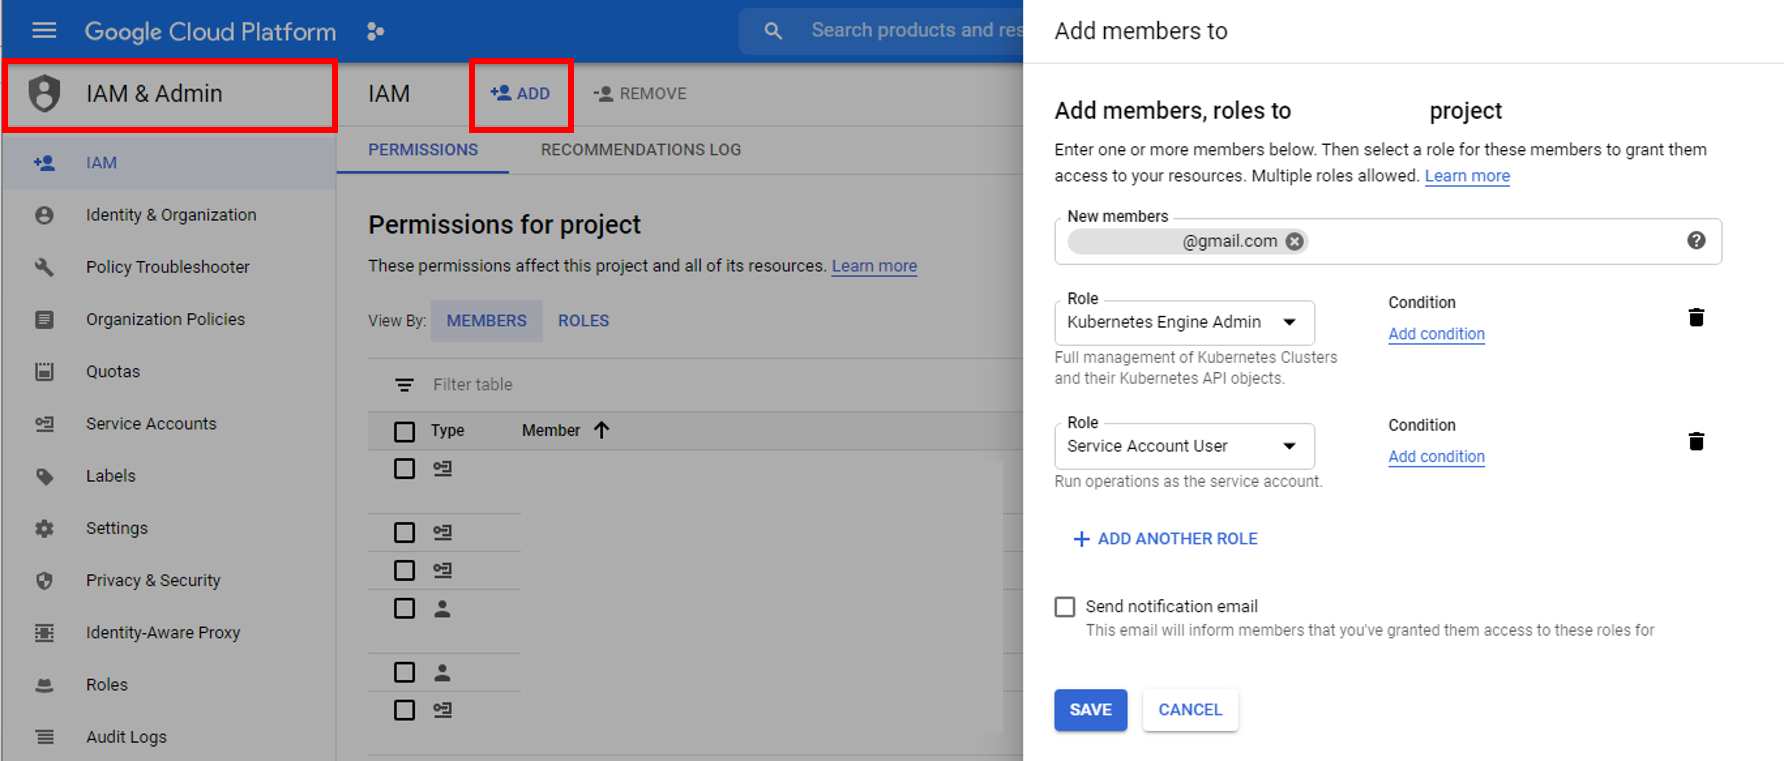 Google Cloud Platform
Search products and res
IAM & Admin
IAM
Identity & Organization
Policy Troubleshooter
Organization Policies
Quotas
Service Accounts
Labels
Settings
Privacy & Security
Identity-Aware Proxy
Roles
Audit Logs
IAM
ADD
REMOVE
PERMISSIONS
RECOMMENDATIONS LOG
Permissions for project
These permissions affect this project and all of its resources. Learn more
View By: MEMBERS ROLES
Filter table
Type Member
Add members to
Add members, roles to project
Enter one or more members below. Then select a role for these members to grant them
access to your resources. Multiple roles allowed. Learn more
New members
@gmail.com
Role
Kubernetes Engine Admin
Full management of Kubernetes Clusters
and their Kubernetes API objects.
Condition
Add condition
Role
Service Account User
Run operations as the service account.
Condition
Add condition
ADD ANOTHER ROLE
Send notification email
This email will inform members that you've granted them access to these roles for
SAVE CANCEL